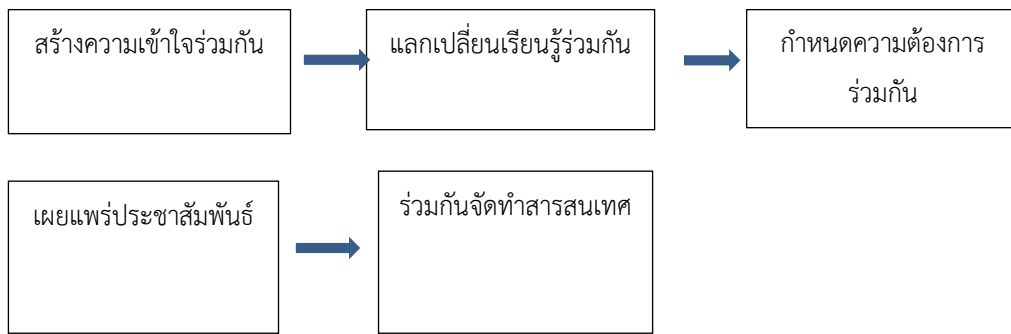 สร้างความเข้าใจร่วมกัน
แลกเปลี่ยนเรียนรู้ร่วมกัน
กำหนดความต้องการ
ร่วมกัน
เผยแพร่ประชาสัมพันธ์
ร่วมกันจัดทำสารสนเทศ